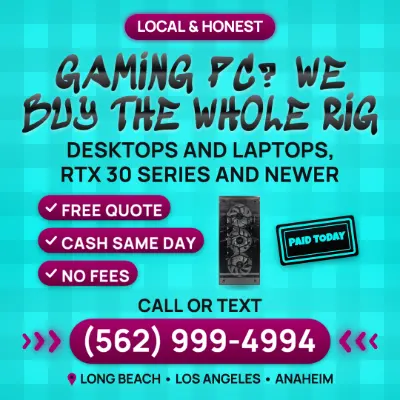 LOCAL & HONEST
GAMING PC? WE
BUY THE WHOLE RIG
DESKTOPS AND LAPTOPS,
RTX 30 SERIES AND NEWER
FREE QUOTE
CASH SAME DAY
NO FEES
PAID TODAY
CALL OR TEXT
(562) 999-4994
LONG BEACH • LOS ANGELES • ANAHEIM